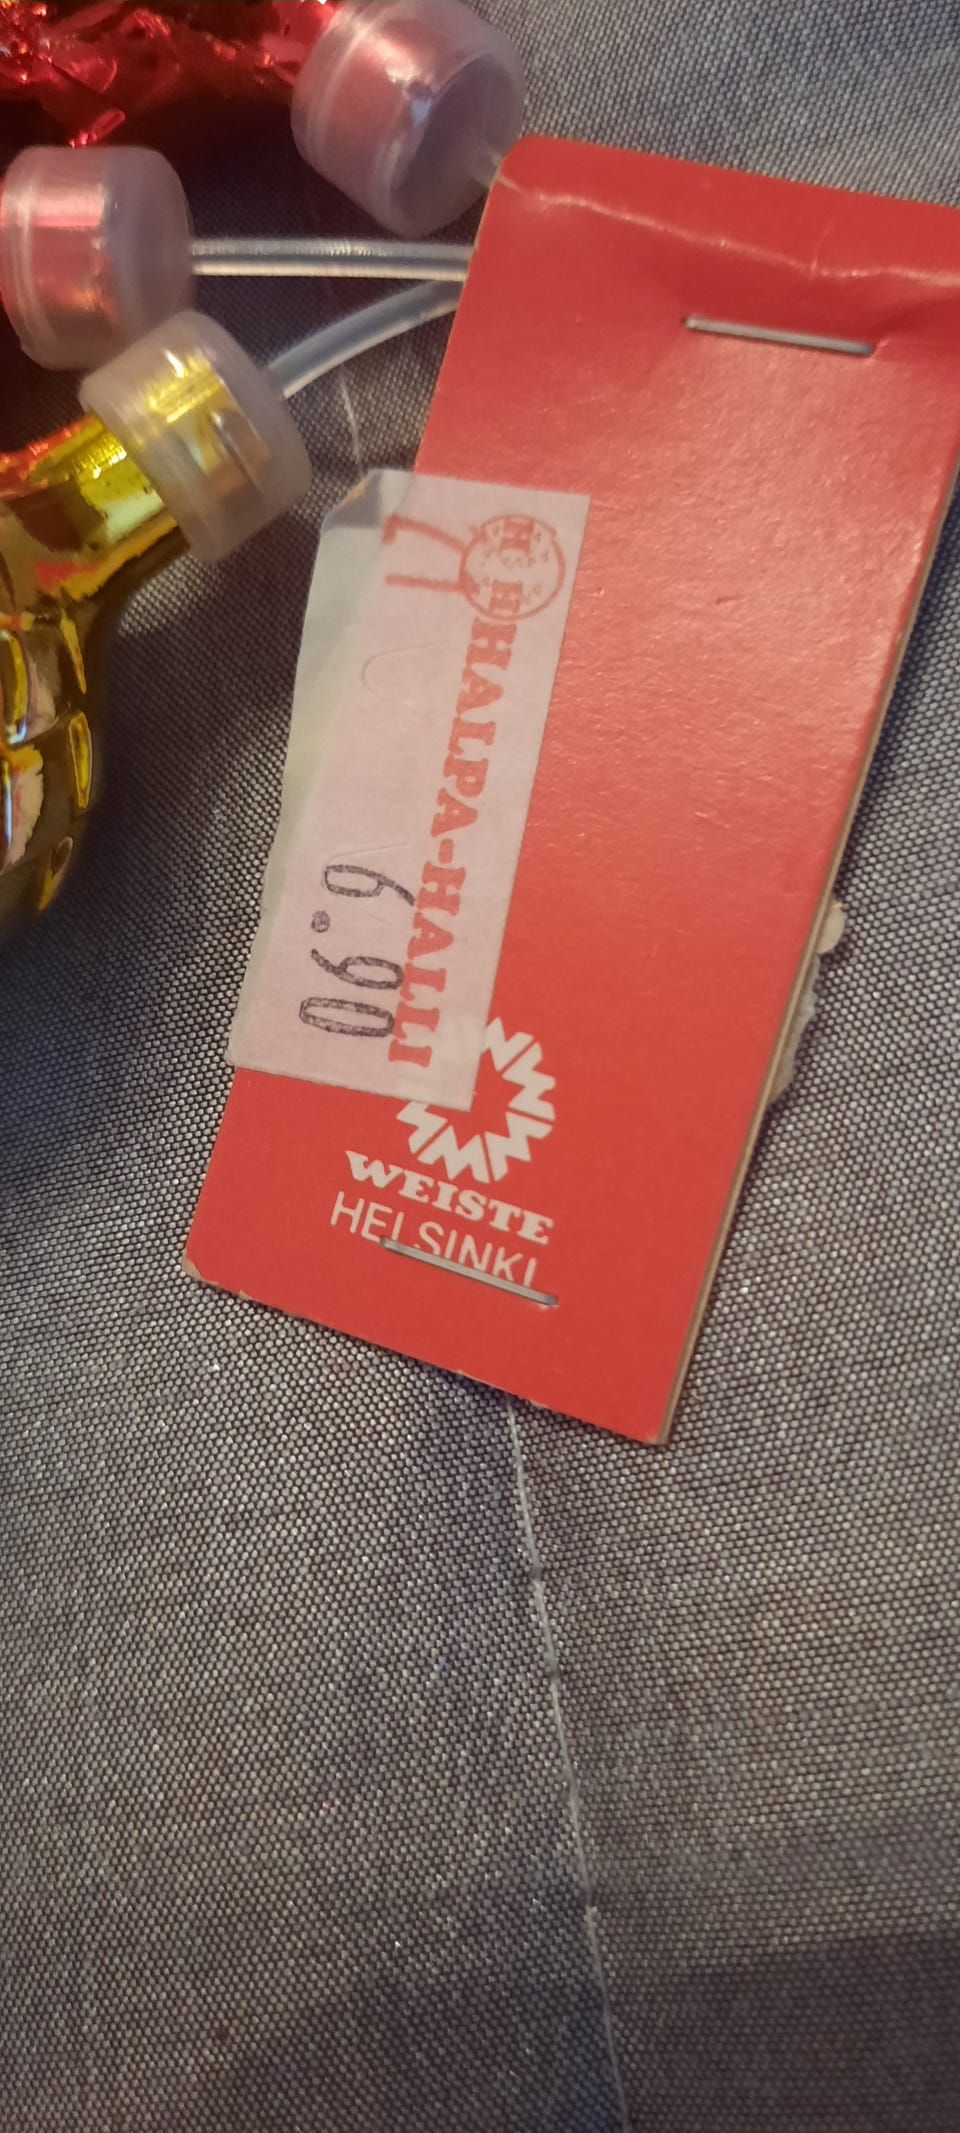 H H
HALPA-HALLI
6.90
WEISTE
HELSINKI